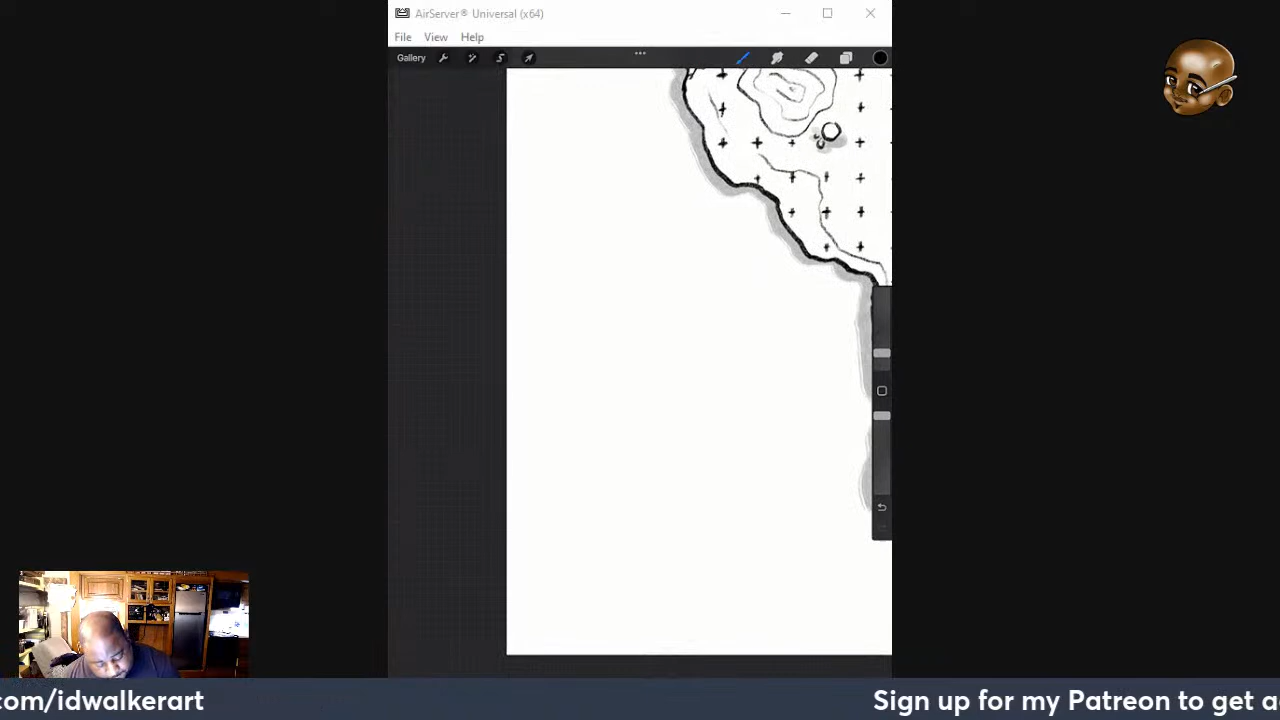 AirServer® Universal (x64)
File View Help
Gallery
com/idwalkerart
Sign up for my Patreon to get a